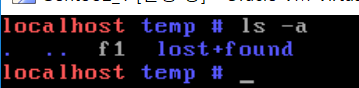 localhost temp # ls -a
. .. f1 lost+found
localhost temp # _